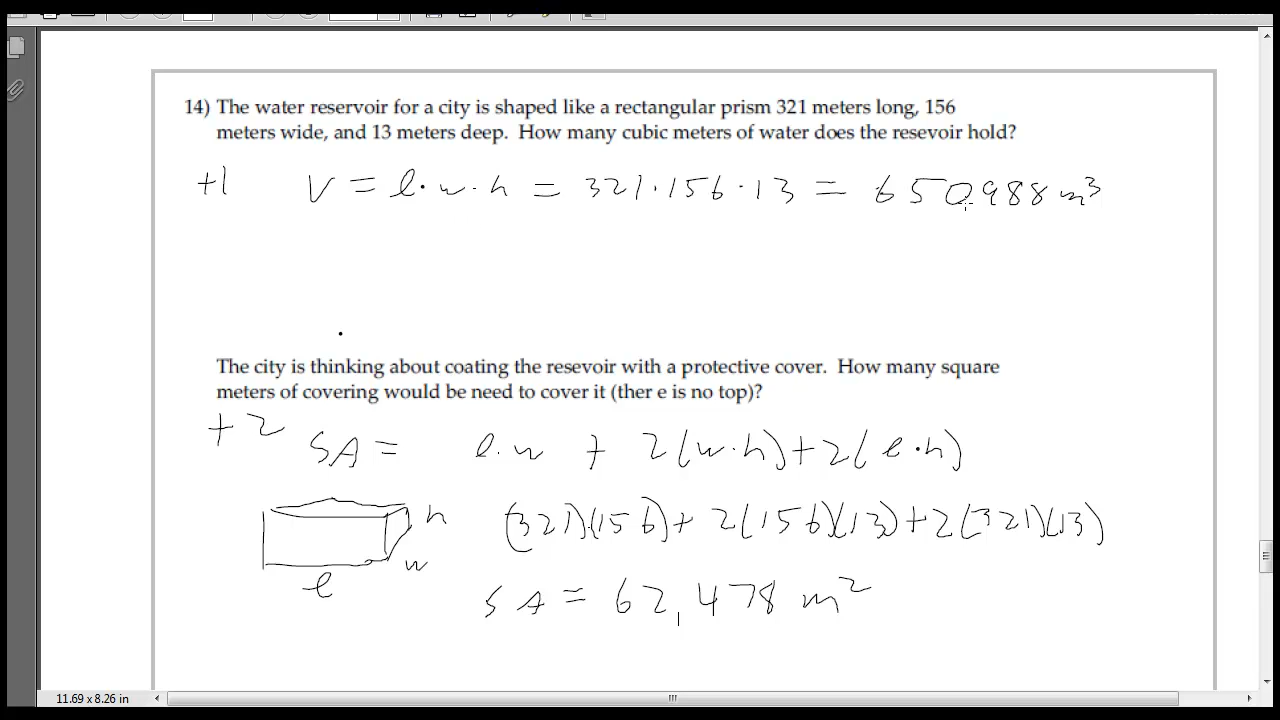 14) The water reservoir for a city is shaped like a rectangular prism 321 meters long, 156
meters wide, and 13 meters deep. How many cubic meters of water does the resevoir hold?
+1 V = l·w·h = 321·156·13 = 650988 m³
The city is thinking about coating the resevoir with a protective cover. How many square
meters of covering would be need to cover it (ther e is no top)?
+2
SA = l·w + 2(w·h)+2(l·h)
h
(321)(156)+2(156)(13)+2(321)(13)
w
l
SA = 62,478 m²
11.69 x 8.26 in